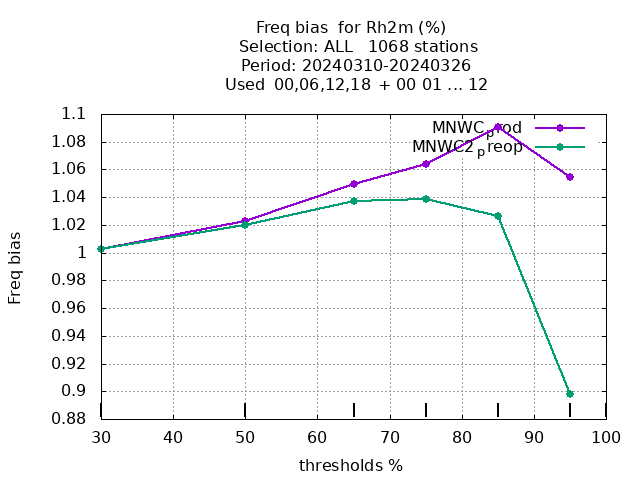 Freq bias  for Rh2m (%)
Selection: ALL   1068 stations
Period: 20240310-20240326
Used  00,06,12,18  + 00 01 ... 12
MNWC_prod
MNWC2_preop
1.1
1.08
1.06
1.04
1.02
1
0.98
0.96
0.94
0.92
0.9
0.88
Freq bias
30 40 50 60 70 80 90 100
thresholds %